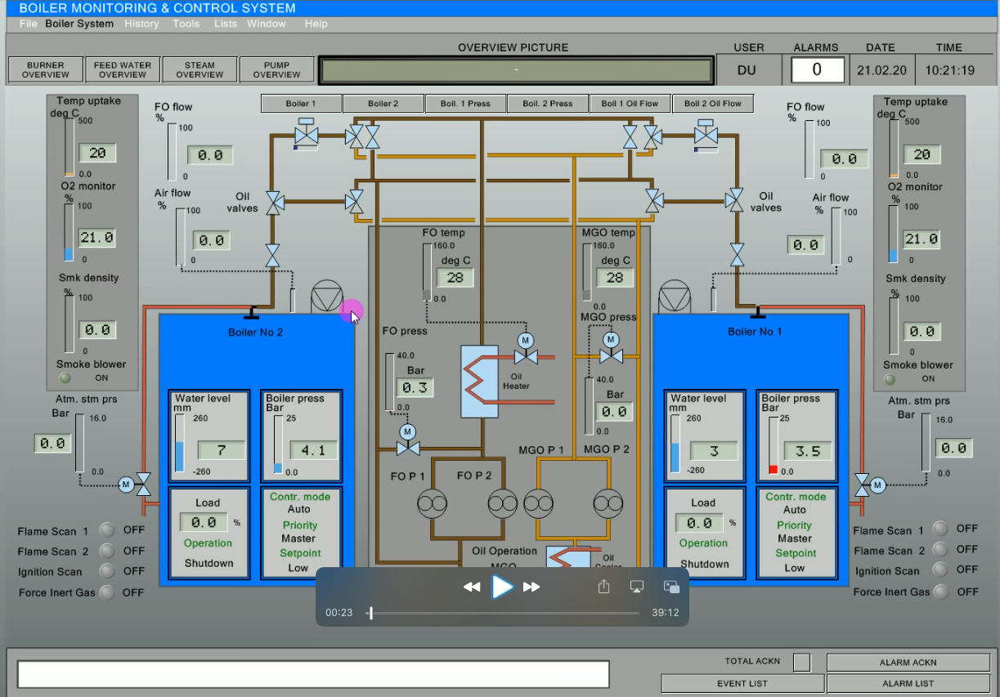 BOILER MONITORING & CONTROL SYSTEM
File Boiler System History Tools Lists Window Help
OVERVIEW PICTURE
USER
ALARMS
DATE
TIME
BURNER
OVERVIEW
FEED WATER
OVERVIEW
STEAM
OVERVIEW
PUMP
OVERVIEW
-
DU
0
21.02.20
10:21:19
Boiler 1
Boiler 2
Boil. 1 Press
Boil. 2 Press
Boil 1 Oil Flow
Boil 2 Oil Flow
Temp uptake
deg C
500
20
0.0
O2 monitor
%
100
21.0
0
Smk density
%
100
0.0
0
Smoke blower
ON
Atm. stm prs
Bar
16.0
0.0
0.0
M
FO flow
%
100
0.0
0
Air flow
%
100
0.0
0
Oil
valves
Boiler No 2
Water level
mm
260
7
-260
Boiler press
Bar
25
4.1
0.0
Load
0.0 %
Operation
Shutdown
Contr. mode
Auto
Priority
Master
Setpoint
Low
Flame Scan 1 OFF
Flame Scan 2 OFF
Ignition Scan OFF
Force Inert Gas OFF
FO temp
160.0
deg C
28
0.0
FO press
40.0
Bar
0.3
0.0
M
M
Oil
Heater
MGO temp
160.0
deg C
28
0.0
MGO press
M
40.0
Bar
0.0
0.0
FO P 1
FO P 2
MGO P 1
MGO P 2
Oil Operation
MGO
Oil
Cooler
FO flow
%
100
0.0
0
Air flow
%
100
0.0
0
Oil
valves
Boiler No 1
Water level
mm
260
3
-260
Boiler press
Bar
25
3.5
0.0
Load
0.0 %
Operation
Shutdown
Contr. mode
Auto
Priority
Master
Setpoint
Low
Temp uptake
deg C
500
20
0.0
O2 monitor
%
100
21.0
0
Smk density
%
100
0.0
0
Smoke blower
ON
Atm. stm prs
Bar
16.0
0.0
0.0
M
Flame Scan 1 OFF
Flame Scan 2 OFF
Ignition Scan OFF
Force Inert Gas OFF
00:23
39:12
TOTAL ACKN
ALARM ACKN
EVENT LIST
ALARM LIST